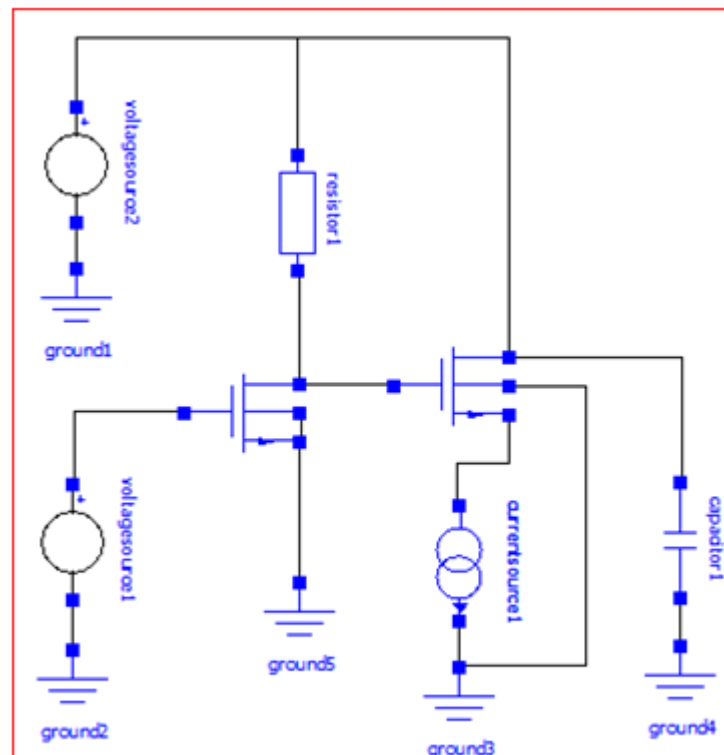 voltagesource2
resistor1
ground1
voltagesource1
currentsource1
capacitor1
ground5
ground2
ground3
ground4